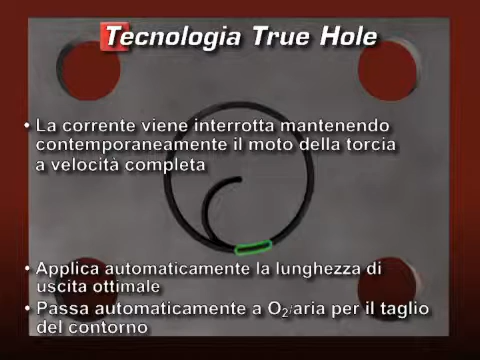 Tecnologia True Hole
• La corrente viene interrotta mantenendo
contemporaneamente il moto della torcia
a velocità completa
• Applica automaticamente la lunghezza di
uscita ottimale
• Passa automaticamente a O₂/aria per il taglio
del contorno